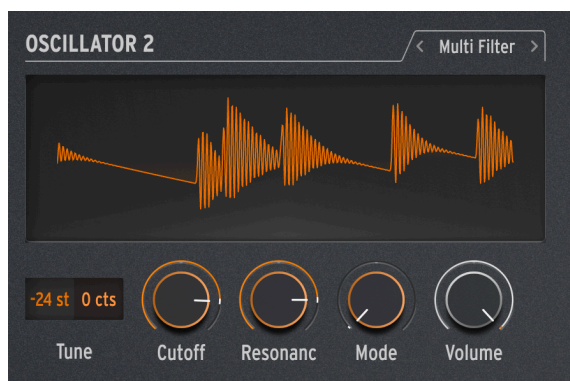 OSCILLATOR 2
< Multi Filter >
-24 st 0 cts
Tune Cutoff Resonanc Mode Volume